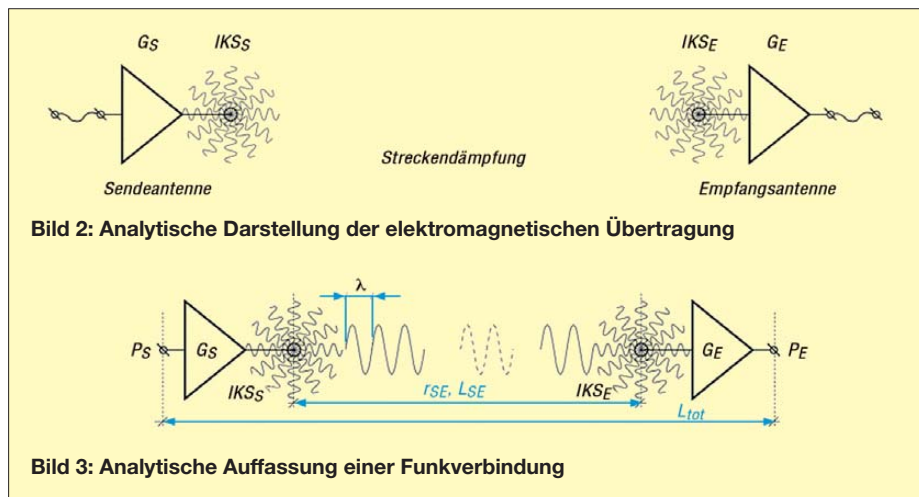 GS IKSS IKSE GE
Streckendämpfung
Sendeantenne Empfangsantenne
Bild 2: Analytische Darstellung der elektromagnetischen Übertragung
λ
PS GS GE PE
IKSS rSE, LSE IKSE
Ltot
Bild 3: Analytische Auffassung einer Funkverbindung